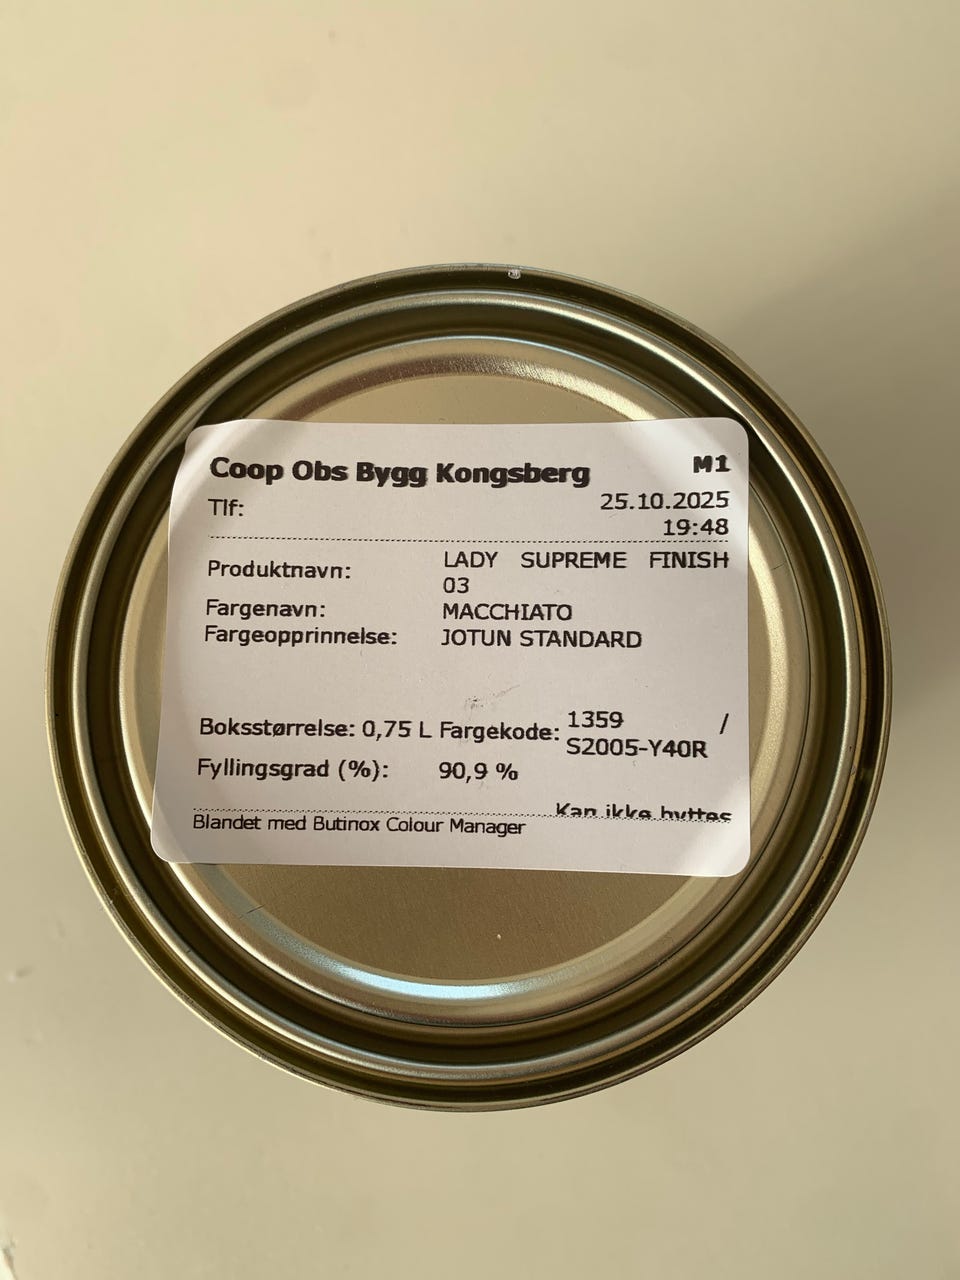 Coop Obs Bygg Kongsberg M1
Tlf: 25.10.2025
19:48
Produktnavn: LADY SUPREME FINISH
03
Fargenavn: MACCHIATO
Fargeopprinnelse: JOTUN STANDARD
Boksstørrelse: 0,75 L Fargekode: 1359 /
S2005-Y40R
Fyllingsgrad (%): 90,9 %
Kan ikke byttes
Blandet med Butinox Colour Manager